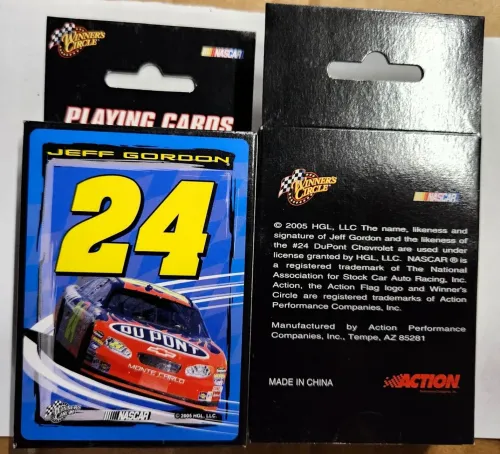 WINNER'S
CIRCLE
NASCAR
PLAYING CARDS
JEFF GORDON
24
DU PONT
MONTE CARLO
NASCAR
© 2005 HGL, LLC.
WINNER'S
CIRCLE
NASCAR
© 2005 HGL, LLC The name, likeness and
signature of Jeff Gordon and the likeness of
the #24 DuPont Chevrolet are used under
license granted by HGL, LLC. NASCAR ® is
a registered trademark of The National
Association for Stock Car Auto Racing, Inc.
Action, the Action Flag logo and Winner's
Circle are registered trademarks of Action
Performance Companies, Inc.
Manufactured by Action Performance
Companies, Inc., Tempe, AZ 85281
MADE IN CHINA
ACTION